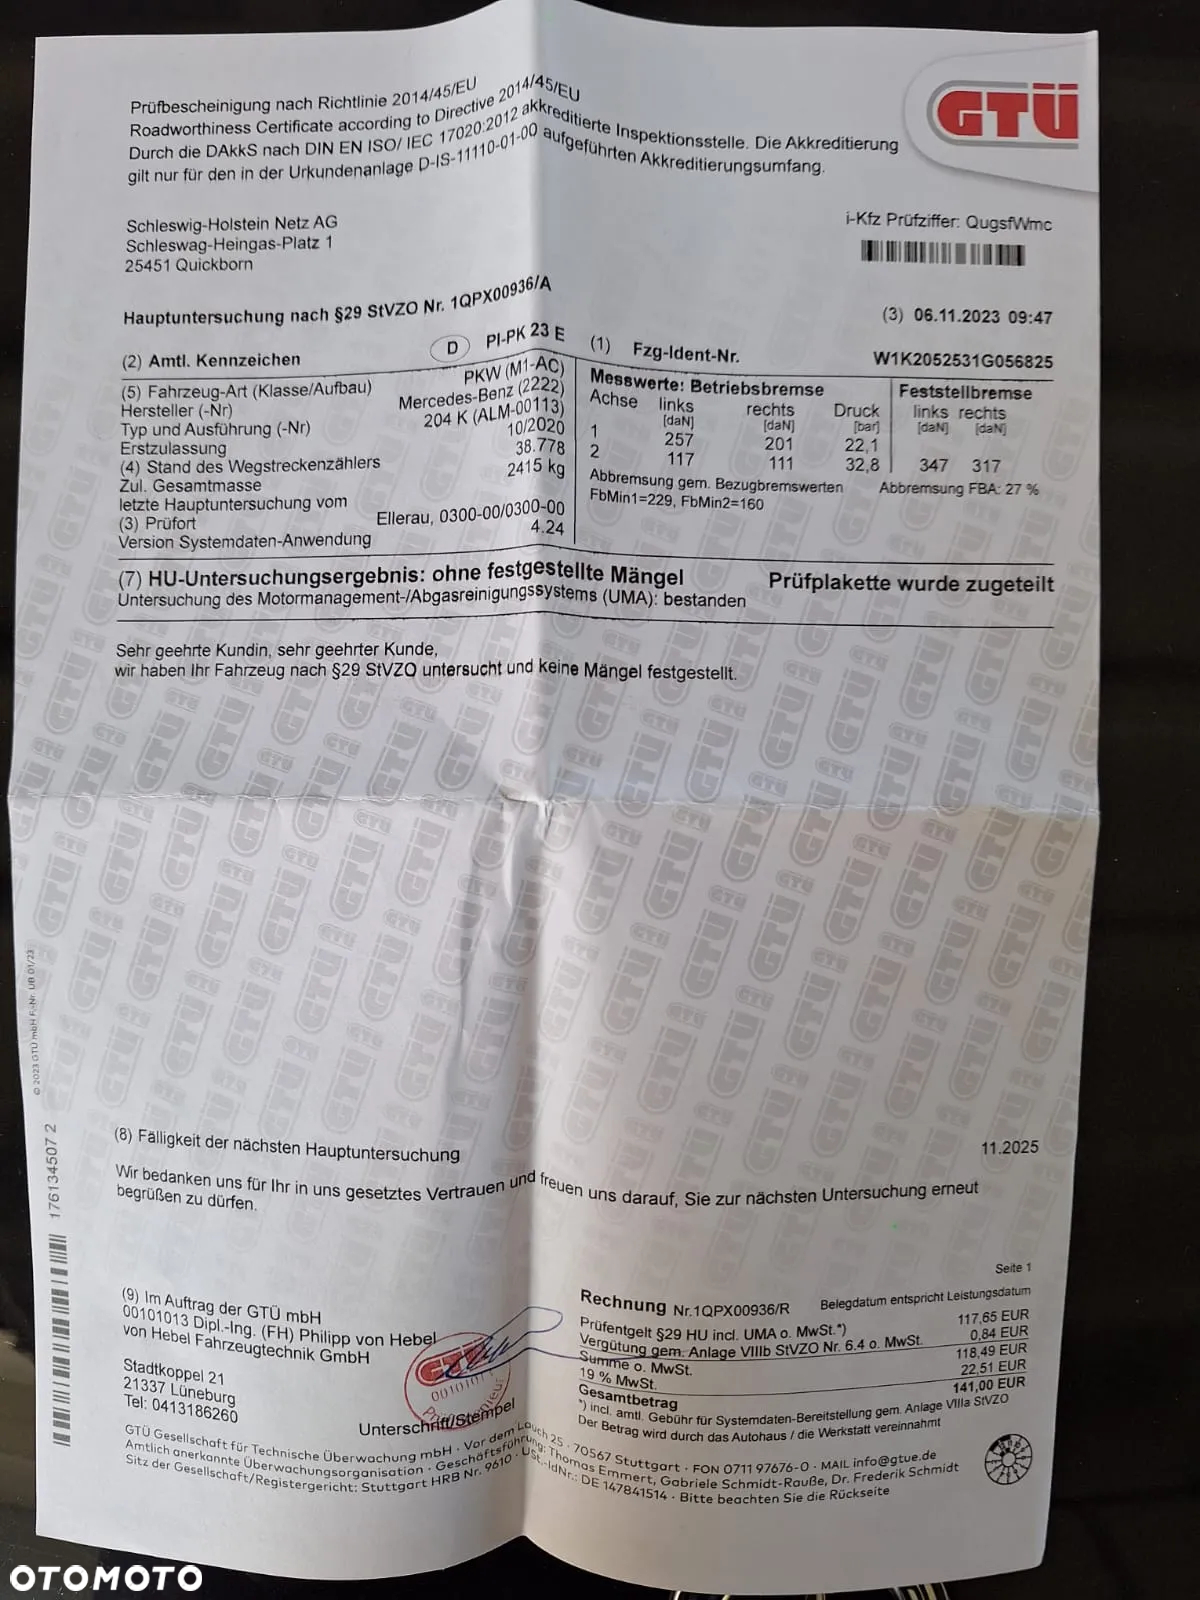 GTÜ
Prüfbescheinigung nach Richtlinie 2014/45/EU
Roadworthiness Certificate according to Directive 2014/45/EU
Durch die DAkkS nach DIN EN ISO/ IEC 17020:2012 akkreditierte Inspektionsstelle. Die Akkreditierung
gilt nur für den in der Urkundenanlage D-IS-11110-01-00 aufgeführten Akkreditierungsumfang.
Schleswig-Holstein Netz AG
Schleswag-Heingas-Platz 1
25451 Quickborn
i-Kfz Prüfziffer: QugsfWmc
Hauptuntersuchung nach §29 StVZO Nr. 1QPX00936/A
(3) 06.11.2023 09:47
(2) Amtl. Kennzeichen D PI-PK 23 E
(1) Fzg-Ident-Nr. W1K2052531G056825
(5) Fahrzeug-Art (Klasse/Aufbau) PKW (M1-AC)
Hersteller (-Nr) Mercedes-Benz (2222)
Typ und Ausführung (-Nr) 204 K (ALM-00113)
Erstzulassung 10/2020
(4) Stand des Wegstreckenzählers 38.778
Zul. Gesamtmasse 2415 kg
letzte Hauptuntersuchung vom
(3) Prüfort Ellerau, 0300-00/0300-00
Version Systemdaten-Anwendung 4.24
Messwerte: Betriebsbremse Feststellbremse
Achse links rechts Druck links rechts
[daN] [daN] [bar] [daN] [daN]
1 257 201 22,1
2 117 111 32,8 347 317
Abbremsung gem. Bezugbremswerten Abbremsung FBA: 27 %
FbMin1=229, FbMin2=160
(7) HU-Untersuchungsergebnis: ohne festgestellte Mängel Prüfplakette wurde zugeteilt
Untersuchung des Motormanagement-/Abgasreinigungssystems (UMA): bestanden
Sehr geehrte Kundin, sehr geehrter Kunde,
wir haben Ihr Fahrzeug nach §29 StVZO untersucht und keine Mängel festgestellt.
© 2023 GTÜ mbH F.-Nr. UB 01/23
176134507 2
(8) Fälligkeit der nächsten Hauptuntersuchung 11.2025
Wir bedanken uns für Ihr in uns gesetztes Vertrauen und freuen uns darauf, Sie zur nächsten Untersuchung erneut
begrüßen zu dürfen.
Seite 1
(9) Im Auftrag der GTÜ mbH
00101013 Dipl.-Ing. (FH) Philipp von Hebel
von Hebel Fahrzeugtechnik GmbH
Stadtkoppel 21
21337 Lüneburg
Tel: 0413186260
Unterschrift/Stempel
Rechnung Nr.1QPX00936/R Belegdatum entspricht Leistungsdatum
Prüfentgelt §29 HU incl. UMA o. MwSt.*) 117,65 EUR
Vergütung gem. Anlage VIIIb StVZO Nr. 6.4 o. MwSt. 0,84 EUR
Summe o. MwSt. 118,49 EUR
19 % MwSt. 22,51 EUR
Gesamtbetrag 141,00 EUR
*) incl. amtl. Gebühr für Systemdaten-Bereitstellung gem. Anlage VIIIa StVZO
Der Betrag wird durch das Autohaus / die Werkstatt vereinnahmt
GTÜ Gesellschaft für Technische Überwachung mbH · Vor dem Lauch 25 · 70567 Stuttgart · FON 0711 97676-0 · MAIL info@gtue.de
Amtlich anerkannte Überwachungsorganisation · Geschäftsführung: Thomas Emmert, Gabriele Schmidt-Rauße, Dr. Frederik Schmidt
Sitz der Gesellschaft/Registergericht: Stuttgart HRB Nr. 9610 · USt.-IdNr.: DE 147841514 · Bitte beachten Sie die Rückseite
OTOMOTO